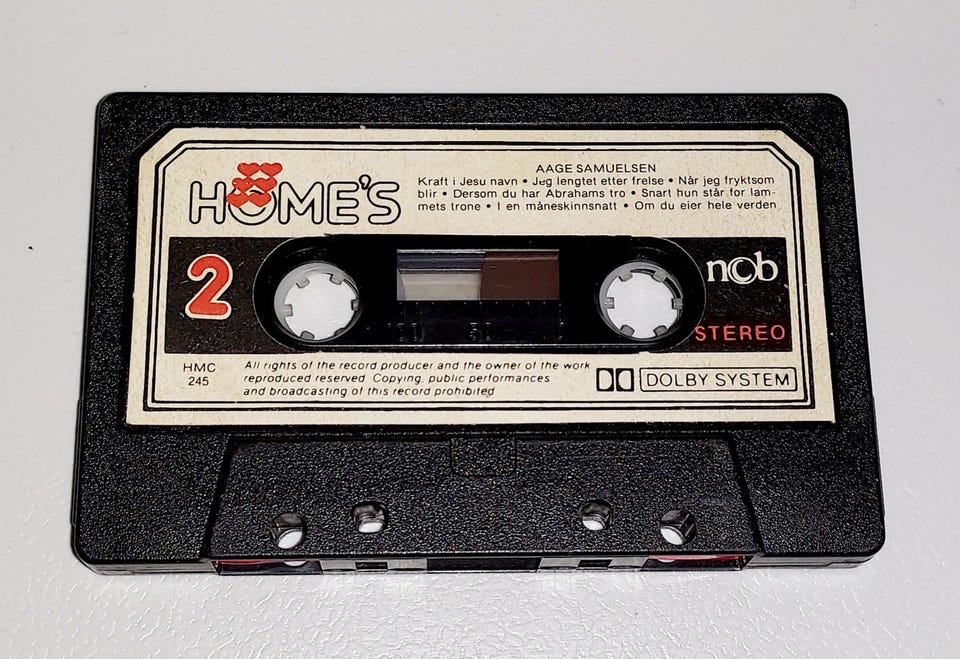 HOME'S
AAGE SAMUELSEN
Kraft i Jesu navn • Jeg lengtet etter frelse • Når jeg fryktsom
blir • Dersom du har Abrahams tro • Snart hun står for lam-
mets trone • I en måneskinnsnatt • Om du eier hele verden
2
ncb
STEREO
100 50
HMC
245
All rights of the record producer and the owner of the work
reproduced reserved Copying, public performances
and broadcasting of this record prohibited
DOLBY SYSTEM